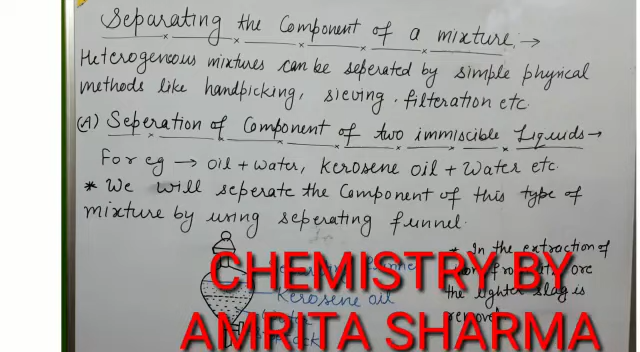 Separating the Component of a mixture :→
Heterogeneous mixtures can be seperated by simple physical
methods like handpicking, sieving . filteration etc.
(A) Seperation of Component of two immiscible Liquids→
For eg → oil + water, kerosene oil + Water etc.
* We will seperate the Component of this type of
mixture by using seperating funnel.
* In the extraction of
ore
Kerosene oil
the lighter slag is
CHEMISTRY BY
AMRITA SHARMA